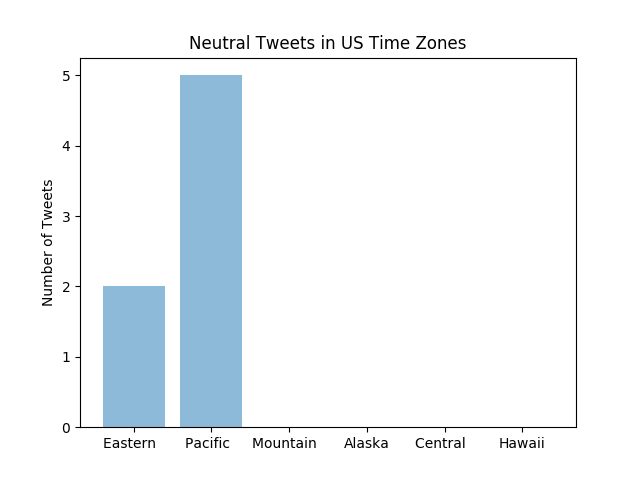 Neutral Tweets in US Time Zones
Number of Tweets
5
4
3
2
1
0
Eastern Pacific Mountain Alaska Central Hawaii